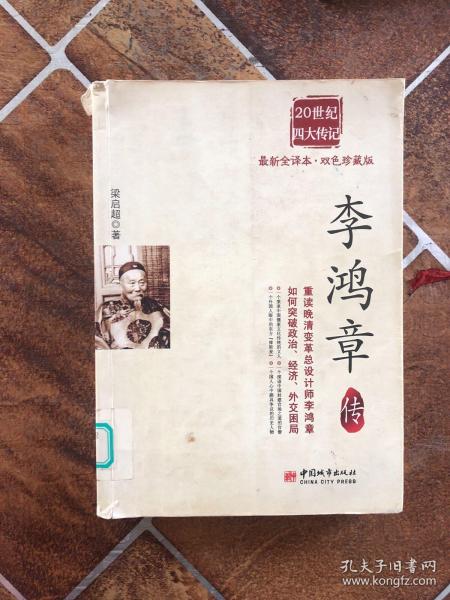 20世纪
四大传记
最新全译本·双色珍藏版
李鸿章
传
梁启超◎著
重读晚清变革总设计师李鸿章
如何突破政治、经济、外交困局
中国城市出版社
CHINA CITY PRESS
孔夫子旧书网
www.kongfz.com